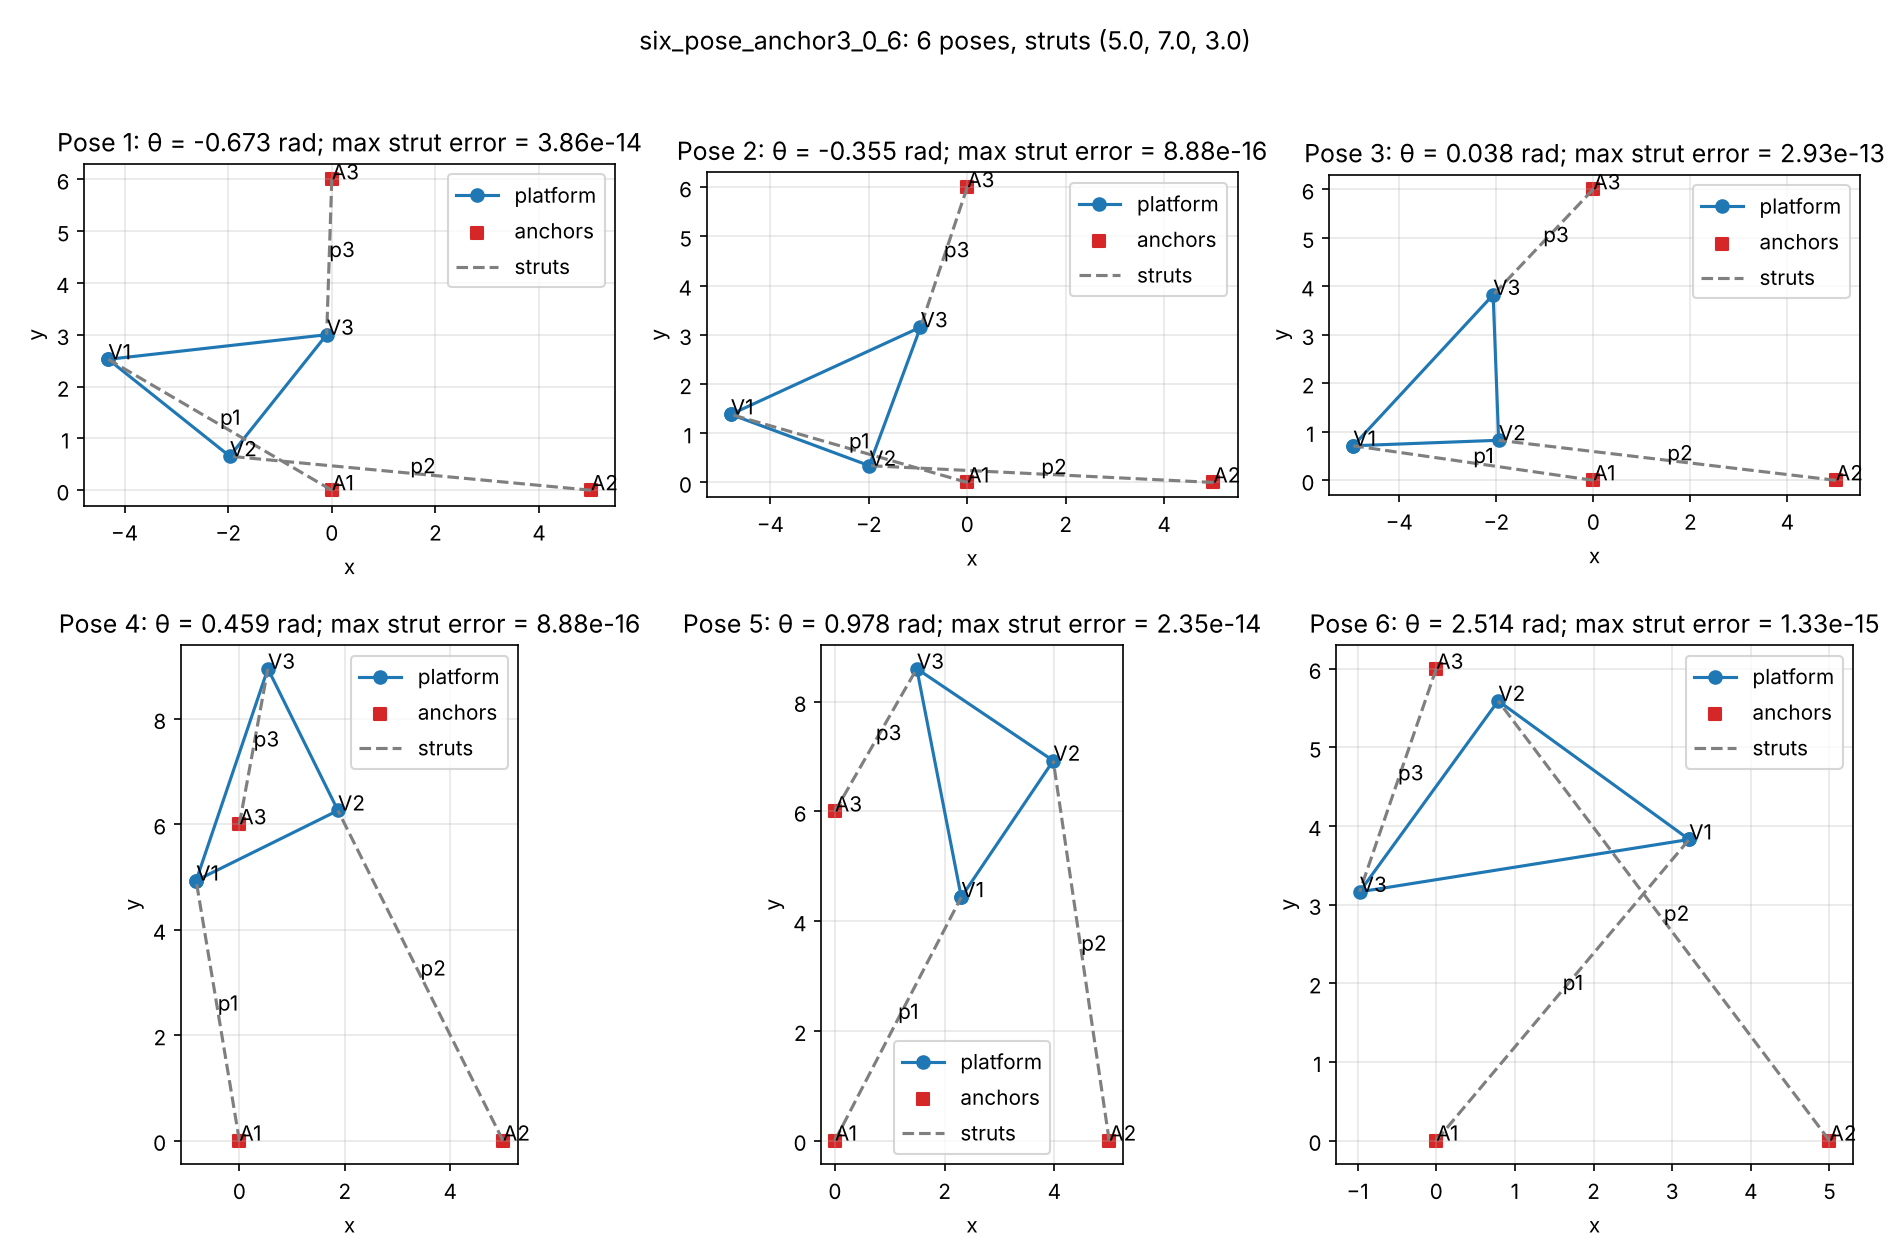 six_pose_anchor3_0_6: 6 poses, struts (5.0, 7.0, 3.0)
Pose 1: θ = -0.673 rad; max strut error = 3.86e-14
A3
platform
anchors
struts
p3
V3
V1
p1
V2
p2
A1
A2
0
1
2
3
4
5
6
y
−4
−2
0
2
4
x
Pose 2: θ = -0.355 rad; max strut error = 8.88e-16
A3
platform
anchors
struts
p3
V3
V1
p1
V2
p2
A1
A2
0
1
2
3
4
5
6
y
−4
−2
0
2
4
x
Pose 3: θ = 0.038 rad; max strut error = 2.93e-13
A3
platform
anchors
struts
p3
V3
V1
V2
p1
p2
A1
A2
0
1
2
3
4
5
6
y
−4
−2
0
2
4
x
Pose 4: θ = 0.459 rad; max strut error = 8.88e-16
V3
platform
anchors
struts
p3
V2
A3
V1
p2
p1
A1
A2
0
2
4
6
8
y
0
2
4
x
Pose 5: θ = 0.978 rad; max strut error = 2.35e-14
V3
p3
V2
A3
V1
p2
p1
platform
anchors
struts
A1
A2
0
2
4
6
8
y
0
2
4
x
Pose 6: θ = 2.514 rad; max strut error = 1.33e-15
A3
platform
anchors
struts
V2
p3
V1
V3
p2
p1
A1
A2
0
1
2
3
4
5
6
y
−1
0
1
2
3
4
5
x